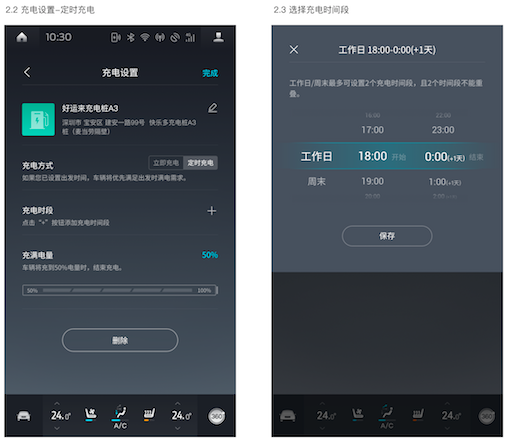 2.2 充电设置-定时充电
10:30
充电设置
完成
好运来充电桩A3
深圳市 宝安区 建安一路99号 快乐多充电桩A3
桩（麦当劳隔壁）
充电方式
立即充电
定时充电
如果您已设置出发时间，车辆将优先满足出发时满电需求。
充电时段
点击“+”按钮添加充电时间段
充满电量
50%
车辆将充到50%电量时，结束充电。
50%
100%
删除
24.0°
A/C
24.0°
360°
2.3 选择充电时间段
工作日 18:00-0:00(+1天)
工作日/周末最多可设置2个充电时间段，且2个时间段不能重
叠。
16:00
22:00
17:00
23:00
工作日
18:00 开始
0:00(+1天) 结束
周末
19:00
1:00(+1天)
20:00
保存
24.0°
A/C
24.0°
360°